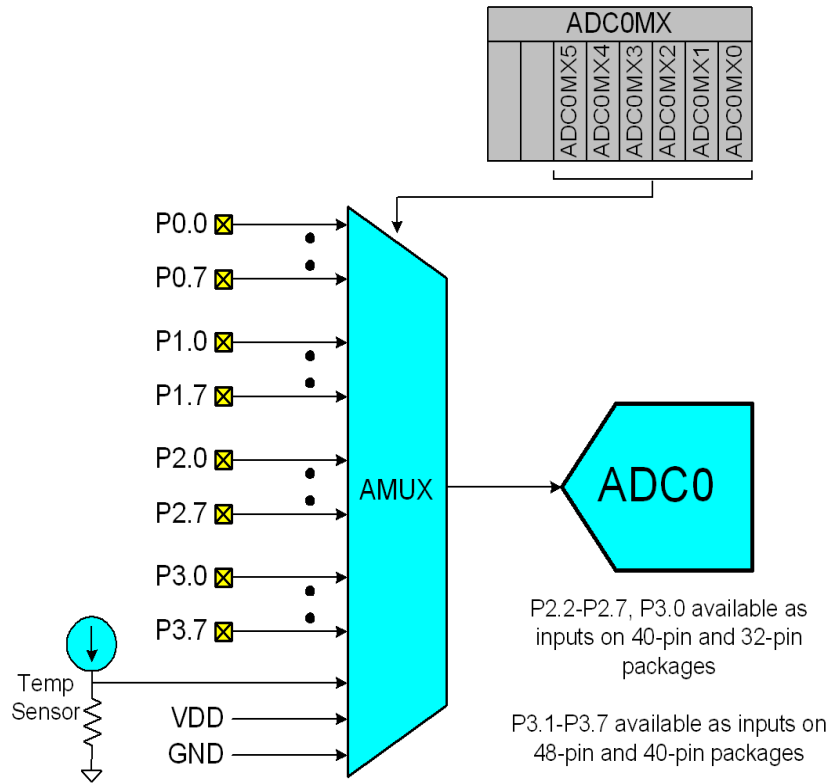 ADC0MX
ADC0MX5
ADC0MX4
ADC0MX3
ADC0MX2
ADC0MX1
ADC0MX0
P0.0
P0.7
P1.0
P1.7
P2.0
P2.7
P3.0
P3.7
AMUX
ADC0
Temp
Sensor
VDD
GND
P2.2-P2.7, P3.0 available as
inputs on 40-pin and 32-pin
packages
P3.1-P3.7 available as inputs on
48-pin and 40-pin packages